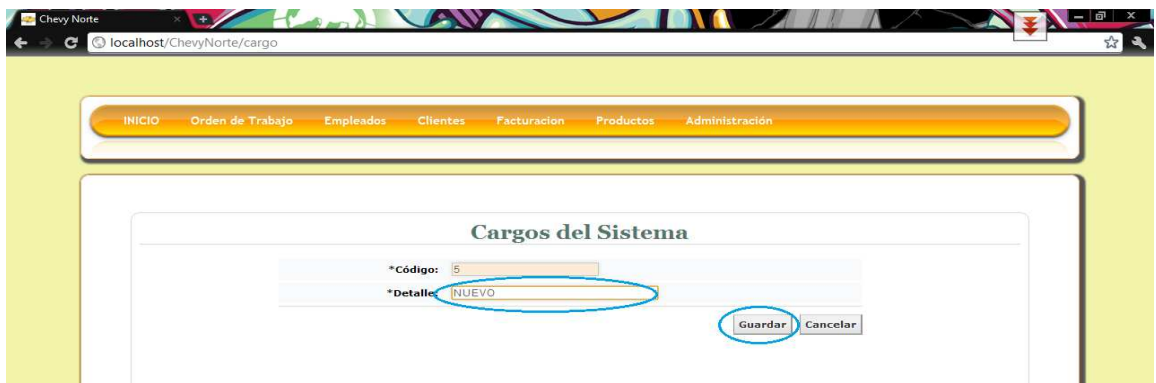 Chevy Norte
localhost/ChevyNorte/cargo
INICIO Orden de Trabajo Empleados Clientes Facturacion Productos Administración
Cargos del Sistema
*Código: 5
*Detalle: NUEVO
Guardar Cancelar